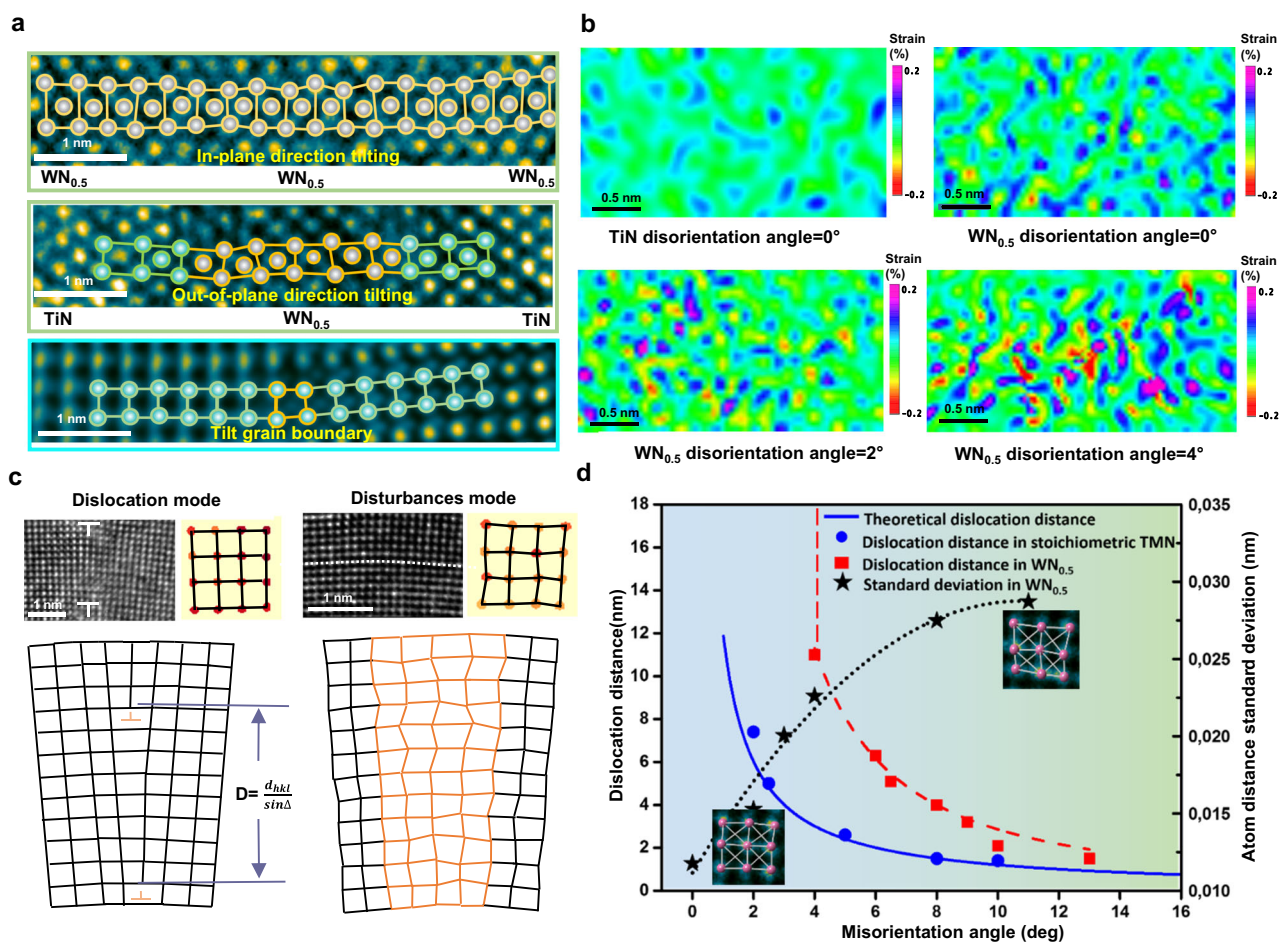 a
In-plane direction tilting
1 nm
WN0.5 WN0.5 WN0.5
Out-of-plane direction tilting
1 nm
TiN WN0.5 TiN
1 nm
Tilt grain boundary
b
Strain
(%)
0.2
-0.2
0.5 nm
TiN disorientation angle=0°
Strain
(%)
0.2
-0.2
0.5 nm
WN0.5 disorientation angle=0°
Strain
(%)
0.2
-0.2
0.5 nm
WN0.5 disorientation angle=2°
Strain
(%)
0.2
-0.2
0.5 nm
WN0.5 disorientation angle=4°
c
Dislocation mode
Disturbances mode
1 nm
1 nm
D= dhkl/sinΔ
d
Theoretical dislocation distance
Dislocation distance in stoichiometric TMN
Dislocation distance in WN0.5
Standard deviation in WN0.5
Dislocation distance(nm)
18
16
14
12
10
8
6
4
2
0
0 2 4 6 8 10 12 14 16
Misorientation angle (deg)
0,035
0,030
0,025
0,020
0,015
0,010
Atom distance standard deviation (nm)